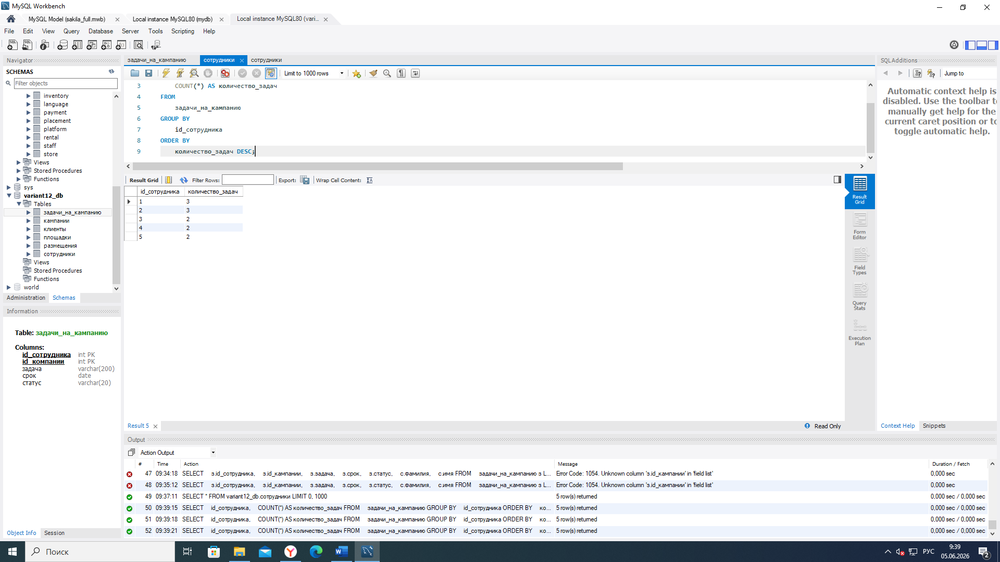 MySQL Workbench
MySQL Model (sakila_full.mwb)
Local instance MySQL80 (mydb)
Local instance MySQL80 (vari...
File Edit View Query Database Server Tools Scripting Help
Navigator
SCHEMAS
Filter objects
inventory
language
payment
placement
platform
rental
staff
store
Views
Stored Procedures
Functions
sys
variant12_db
Tables
задачи_на_кампанию
кампании
клиенты
площадки
размещения
сотрудники
Views
Stored Procedures
Functions
world
Administration Schemas
Information
Table: задачи_на_кампанию
Columns:
id_сотрудника int PK
id_компании int PK
задача varchar(200)
срок date
статус varchar(20)
Object Info Session
задачи_на_кампанию сотрудники сотрудники
Limit to 1000 rows
3 COUNT(*) AS количество_задач
4 FROM
5 задачи_на_кампанию
6 GROUP BY
7 id_сотрудника
8 ORDER BY
9 количество_задач DESC;
Result Grid Filter Rows: Export: Wrap Cell Content:
id_сотрудника количество_задач
1 3
2 3
3 2
4 2
5 2
Result Grid
Form Editor
Field Types
Query Stats
Execution Plan
Result 5
Read Only
SQLAdditions
Jump to
Automatic context help is
disabled. Use the toolbar to
manually get help for the
current caret position or to
toggle automatic help.
Context Help Snippets
Output
Action Output
# Time Action Message Duration / Fetch
47 09:34:18 SELECT з.id_сотрудника, з.id_кампании, з.задача, з.срок, з.статус, с.фамилия, с.имя FROM задачи_на_кампанию з L... Error Code: 1054. Unknown column 'з.id_кампании' in 'field list' 0,000 sec
48 09:35:12 SELECT з.id_сотрудника, з.id_кампании, з.задача, з.срок, з.статус, с.фамилия, с.имя FROM задачи_на_кампанию з L... Error Code: 1054. Unknown column 'з.id_кампании' in 'field list' 0,000 sec
49 09:37:11 SELECT * FROM variant12_db.сотрудники LIMIT 0, 1000 5 row(s) returned 0,000 sec / 0,000 sec
50 09:39:15 SELECT id_сотрудника, COUNT(*) AS количество_задач FROM задачи_на_кампанию GROUP BY id_сотрудника ORDER BY ко... 5 row(s) returned 0,000 sec / 0,000 sec
51 09:39:18 SELECT id_сотрудника, COUNT(*) AS количество_задач FROM задачи_на_кампанию GROUP BY id_сотрудника ORDER BY ко... 5 row(s) returned 0,000 sec / 0,000 sec
52 09:39:21 SELECT id_сотрудника, COUNT(*) AS количество_задач FROM задачи_на_кампанию GROUP BY id_сотрудника ORDER BY ко... 5 row(s) returned 0,000 sec / 0,000 sec
Поиск
РУС
9:39
05.06.2026
2